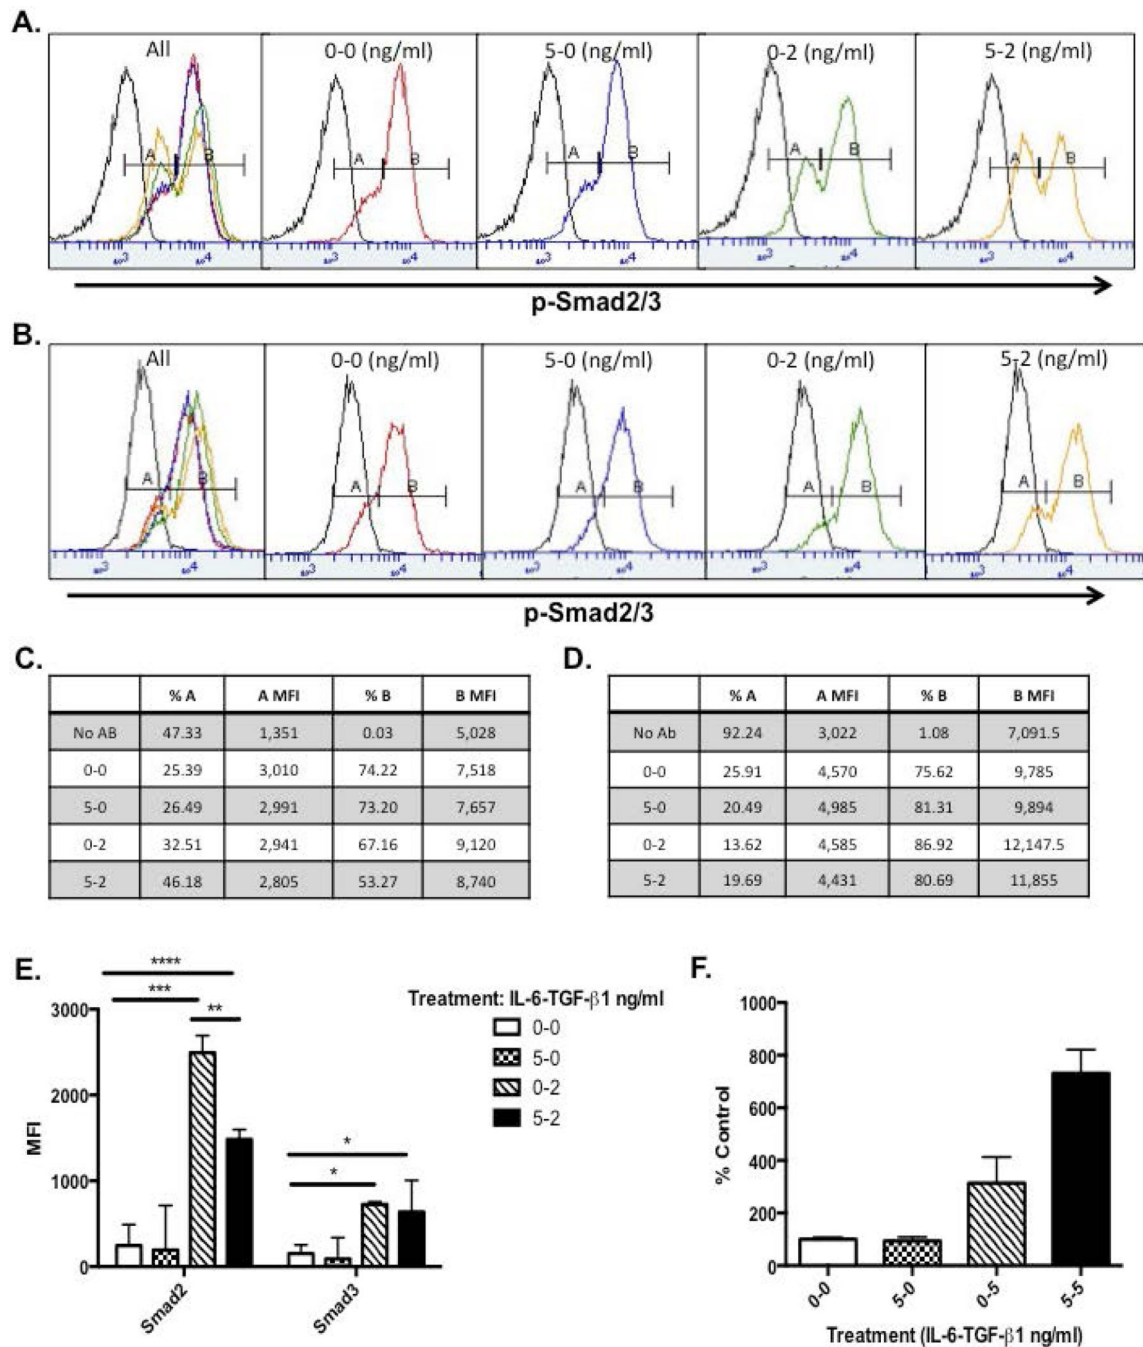 A.
All
0-0 (ng/ml)
5-0 (ng/ml)
0-2 (ng/ml)
5-2 (ng/ml)
A B
A B
A B
A B
A B
p-Smad2/3
B.
All
0-0 (ng/ml)
5-0 (ng/ml)
0-2 (ng/ml)
5-2 (ng/ml)
A B
A B
A B
A B
A B
p-Smad2/3
C.
% A A MFI % B B MFI
No AB 47.33 1,351 0.03 5,028
0-0 25.39 3,010 74.22 7,518
5-0 26.49 2,991 73.20 7,657
0-2 32.51 2,941 67.16 9,120
5-2 46.18 2,805 53.27 8,740
D.
% A A MFI % B B MFI
No Ab 92.24 3,022 1.08 7,091.5
0-0 25.91 4,570 75.62 9,785
5-0 20.49 4,985 81.31 9,894
0-2 13.62 4,585 86.92 12,147.5
5-2 19.69 4,431 80.69 11,855
E.
****
***
**
*
*
3000
2000
1000
0
MFI
Smad2
Smad3
Treatment: IL-6-TGF-β1 ng/ml
0-0
5-0
0-2
5-2
F.
1000
800
600
400
200
0
% Control
0-0
5-0
0-5
5-5
Treatment (IL-6-TGF-β1 ng/ml)